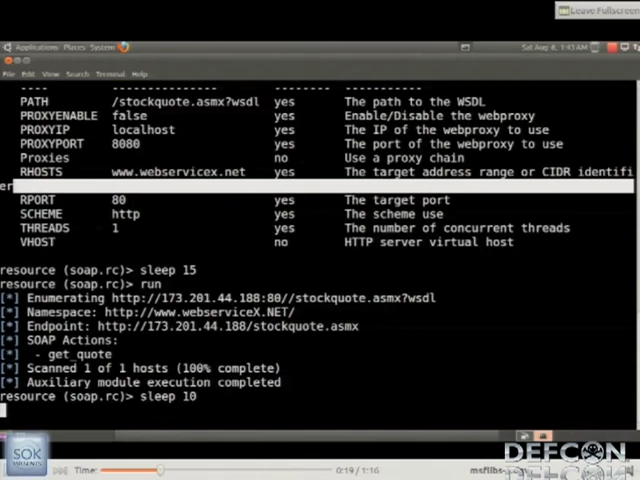 Leave Fullscreen
Applications Places System
Sat Aug 6, 1:43 AM
File Edit View Search Terminal Help
---- --------------- -------- -----------
PATH /stockquote.asmx?wsdl yes The path to the WSDL
PROXYENABLE false yes Enable/Disable the webproxy
PROXYIP localhost yes The IP of the webproxy to use
PROXYPORT 8080 yes The port of the webproxy to use
Proxies no Use a proxy chain
RHOSTS www.webservicex.net yes The target address range or CIDR identifi
er
RPORT 80 yes The target port
SCHEME http yes The scheme use
THREADS 1 yes The number of concurrent threads
VHOST no HTTP server virtual host
resource (soap.rc)> sleep 15
resource (soap.rc)> run
[*] Enumerating http://173.201.44.188:80//stockquote.asmx?wsdl
[*] Namespace: http://www.webserviceX.NET/
[*] Endpoint: http://173.201.44.188/stockquote.asmx
[*] SOAP Actions:
[*] - get_quote
[*] Scanned 1 of 1 hosts (100% complete)
[*] Auxiliary module execution completed
resource (soap.rc)> sleep 10
SOK
Time: 0:19 / 1:16
DEFCON